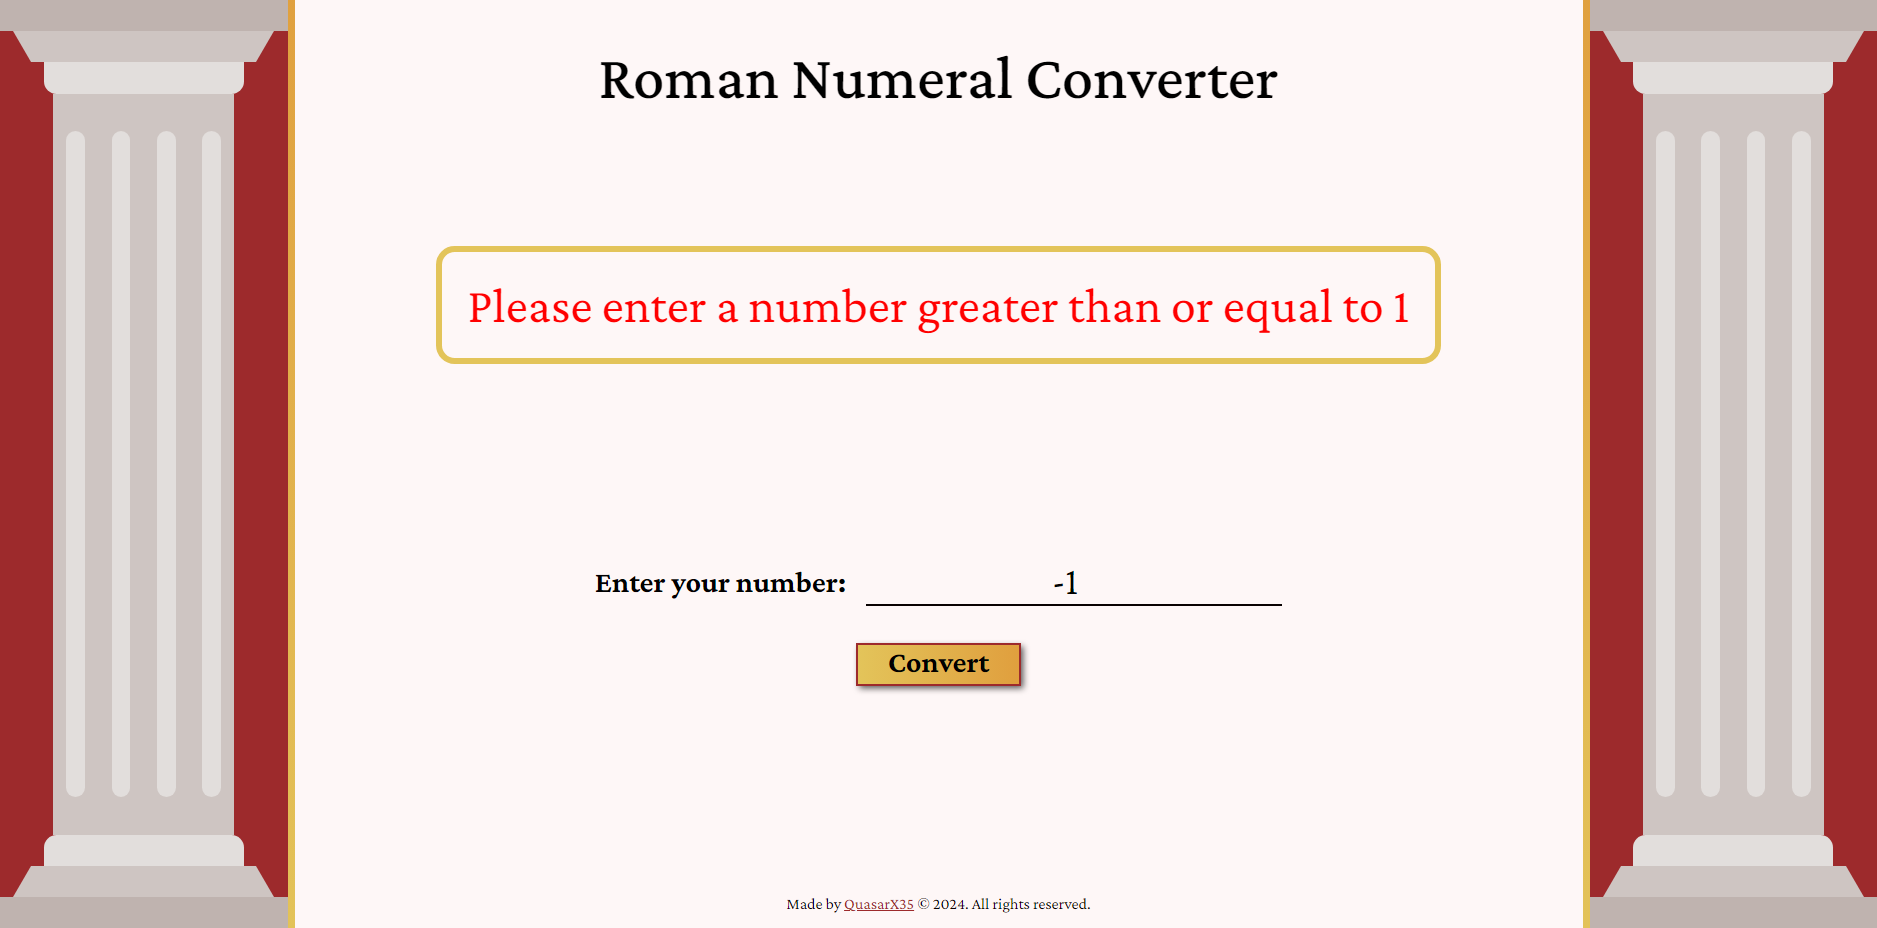 Roman Numeral Converter
Please enter a number greater than or equal to 1
Enter your number: -1
Convert
Made by QuasarX35 © 2024. All rights reserved.